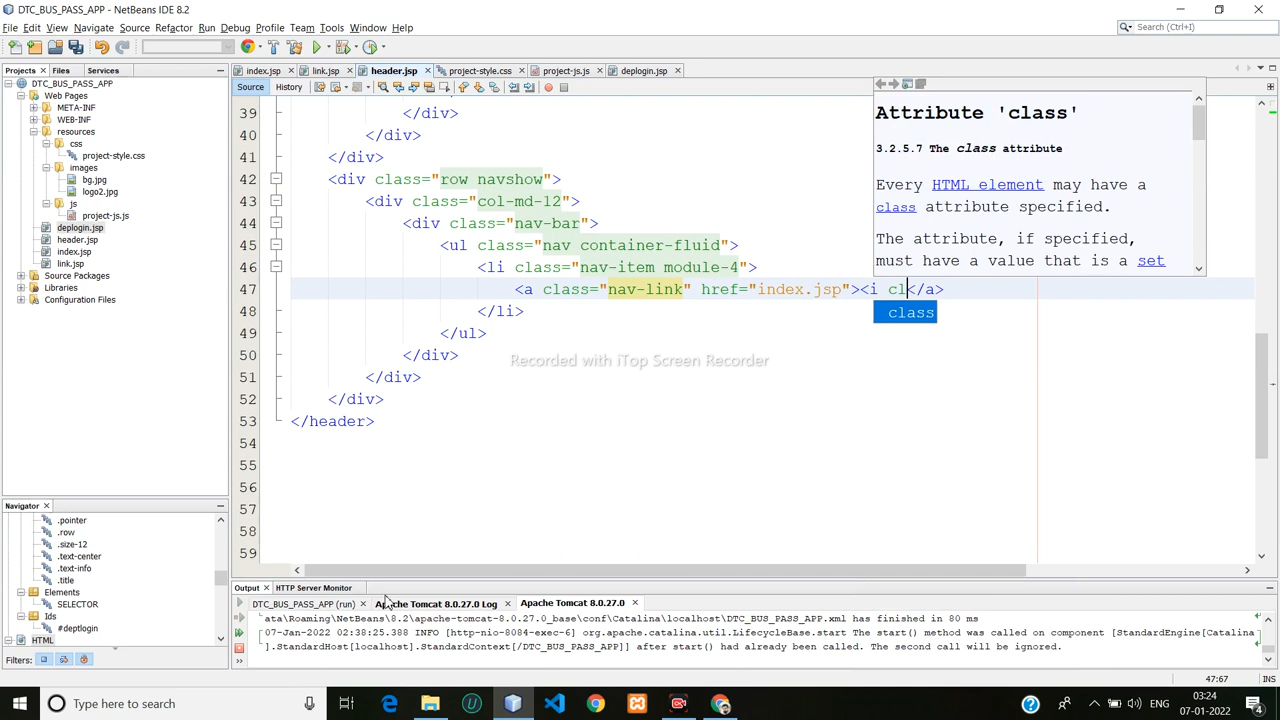 DTC_BUS_PASS_APP - NetBeans IDE 8.2
File Edit View Navigate Source Refactor Run Debug Profile Team Tools Window Help
Search (Ctrl+I)
Projects Files Services
index.jsp link.jsp header.jsp project-style.css project-js.js deplogin.jsp
Source History
DTC_BUS_PASS_APP
Web Pages
META-INF
WEB-INF
resources
css
project-style.css
images
bg.jpg
logo2.jpg
js
project-js.js
deplogin.jsp
header.jsp
index.jsp
link.jsp
Source Packages
Libraries
Configuration Files
39 </div>
40 </div>
41 </div>
42 <div class="row navshow">
43 <div class="col-md-12">
44 <div class="nav-bar">
45 <ul class="nav container-fluid">
46 <li class="nav-item module-4">
47 <a class="nav-link" href="index.jsp"><i cl</a>
48 </li>
49 </ul>
50 </div>
51 </div>
52 </div>
53 </header>
54
55
56
57
58
59
class
Attribute 'class'
3.2.5.7 The class attribute
Every HTML element may have a
class attribute specified.
The attribute, if specified,
must have a value that is a set
Recorded with iTop Screen Recorder
Navigator
.pointer
.row
.size-12
.text-center
.text-info
.title
Elements
SELECTOR
Ids
#deptlogin
HTML
Filters:
Output HTTP Server Monitor
DTC_BUS_PASS_APP (run) Apache Tomcat 8.0.27.0 Log Apache Tomcat 8.0.27.0
ata\Roaming\NetBeans\8.2\apache-tomcat-8.0.27.0_base\conf\Catalina\localhost\DTC_BUS_PASS_APP.xml has finished in 80 ms
07-Jan-2022 02:38:25.388 INFO [http-nio-8084-exec-6] org.apache.catalina.util.LifecycleBase.start The start() method was called on component [StandardEngine[Catalina
].StandardHost[localhost].StandardContext[/DTC_BUS_PASS_APP]] after start() had already been called. The second call will be ignored.
47:67 INS
Type here to search
ENG
03:24
07-01-2022
4